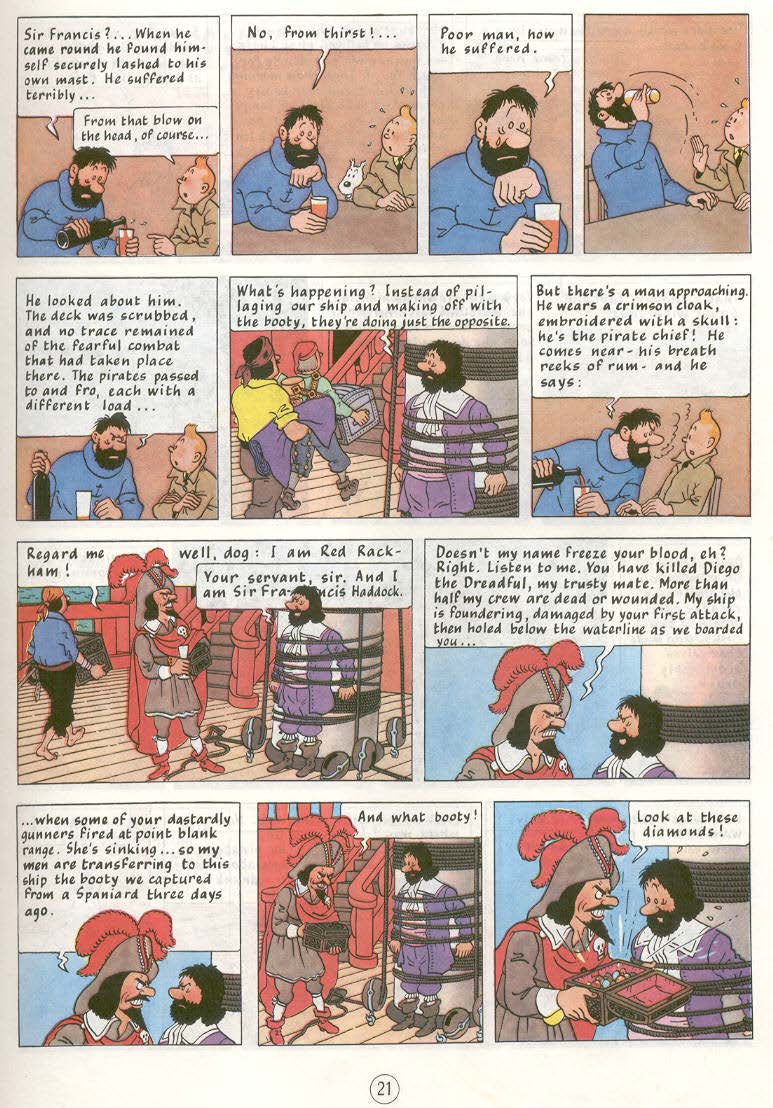 Sir Francis?... When he
came round he found him-
self securely lashed to his
own mast. He suffered
terribly...
From that blow on
the head, of course...
No, from thirst!...
Poor man, how
he suffered.
He looked about him.
The deck was scrubbed,
and no trace remained
of the fearful combat
that had taken place
there. The pirates passed
to and fro, each with a
different load...
What's happening? Instead of pil-
laging our ship and making off with
the booty, they're doing just the opposite.
But there's a man approaching.
He wears a crimson cloak,
embroidered with a skull:
he's the pirate chief! He
comes near - his breath
reeks of rum - and he
says:
Regard me well, dog: I am Red Rack-
ham!
Your servant, sir. And I
am Sir Fra-ncis Haddock.
Doesn't my name freeze your blood, eh?
Right. Listen to me. You have killed Diego
the Dreadful, my trusty mate. More than
half my crew are dead or wounded. My ship
is foundering, damaged by your first attack,
then holed below the waterline as we boarded
you...
...when some of your dastardly
gunners fired at point blank
range. She's sinking...so my
men are transferring to this
ship the booty we captured
from a Spaniard three days
ago.
And what booty!
Look at these
diamonds!
21